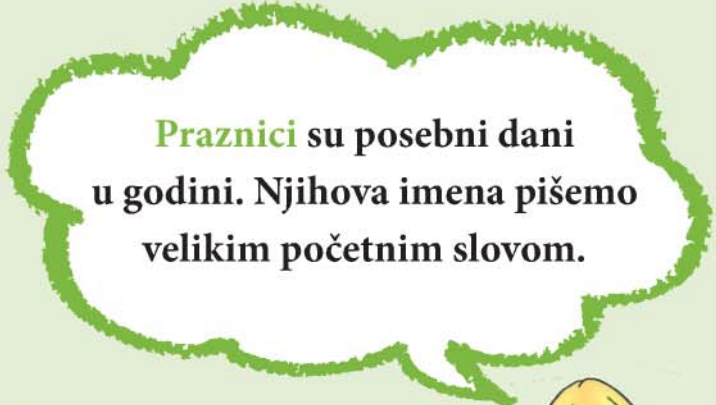 Praznici su posebni dani
u godini. Njihova imena pišemo
velikim početnim slovom.